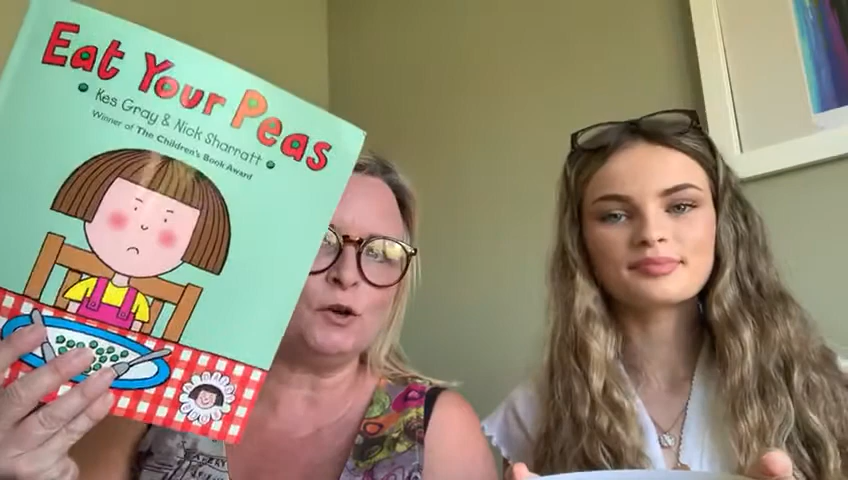 Eat Your Peas
Kes Gray & Nick Sharratt
Winner of The Children's Book Award